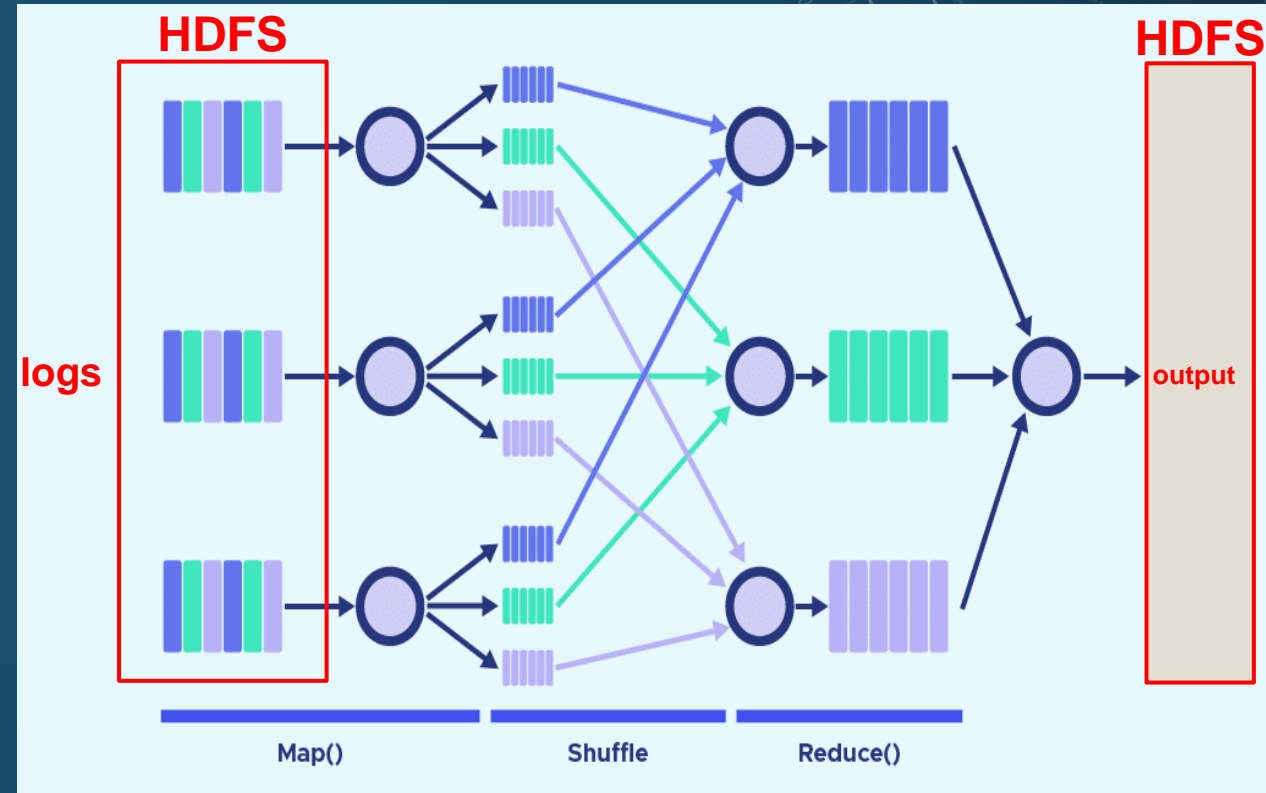 HDFS
HDFS
logs
output
Map()
Shuffle
Reduce()